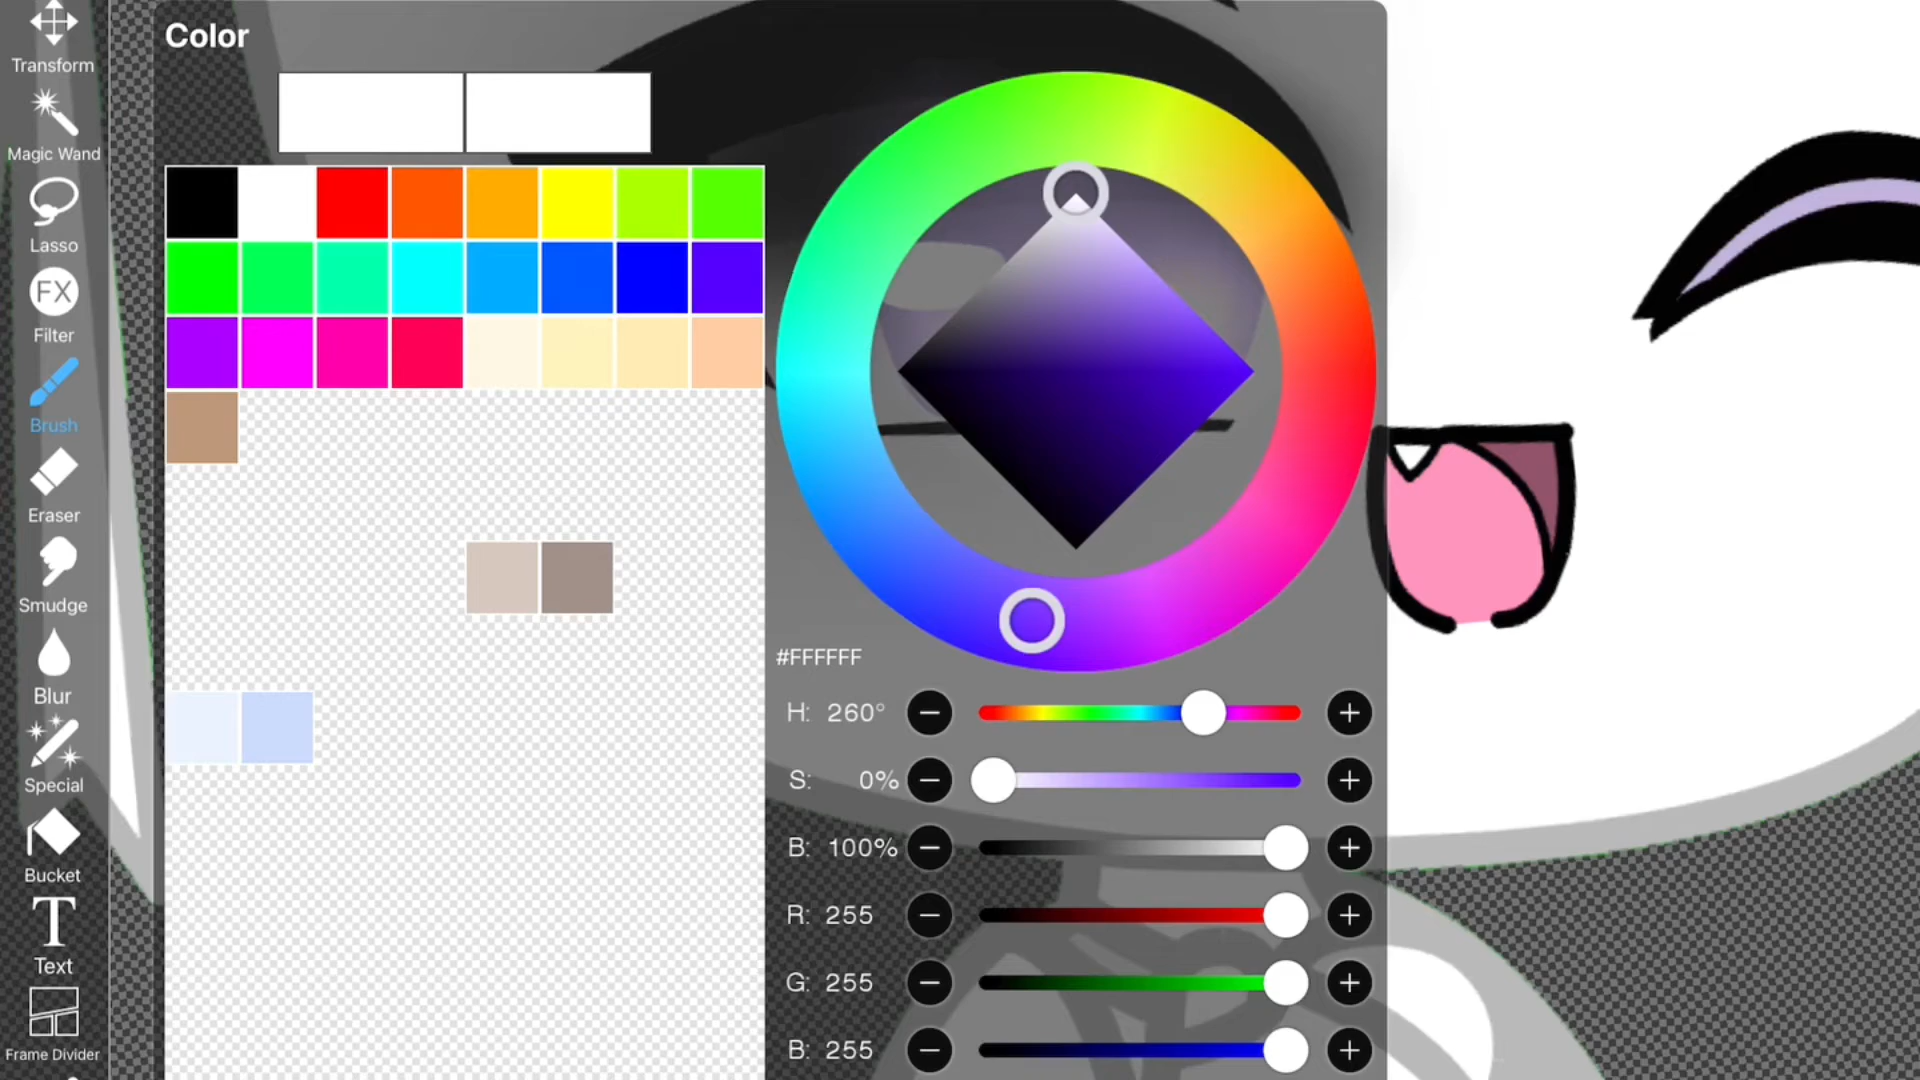 Color
Transform
Magic Wand
Lasso
FX
Filter
Brush
Eraser
Smudge
Blur
Special
Bucket
T
Text
Frame Divider
#FFFFFF
H: 260°
S: 0%
B: 100%
R: 255
G: 255
B: 255